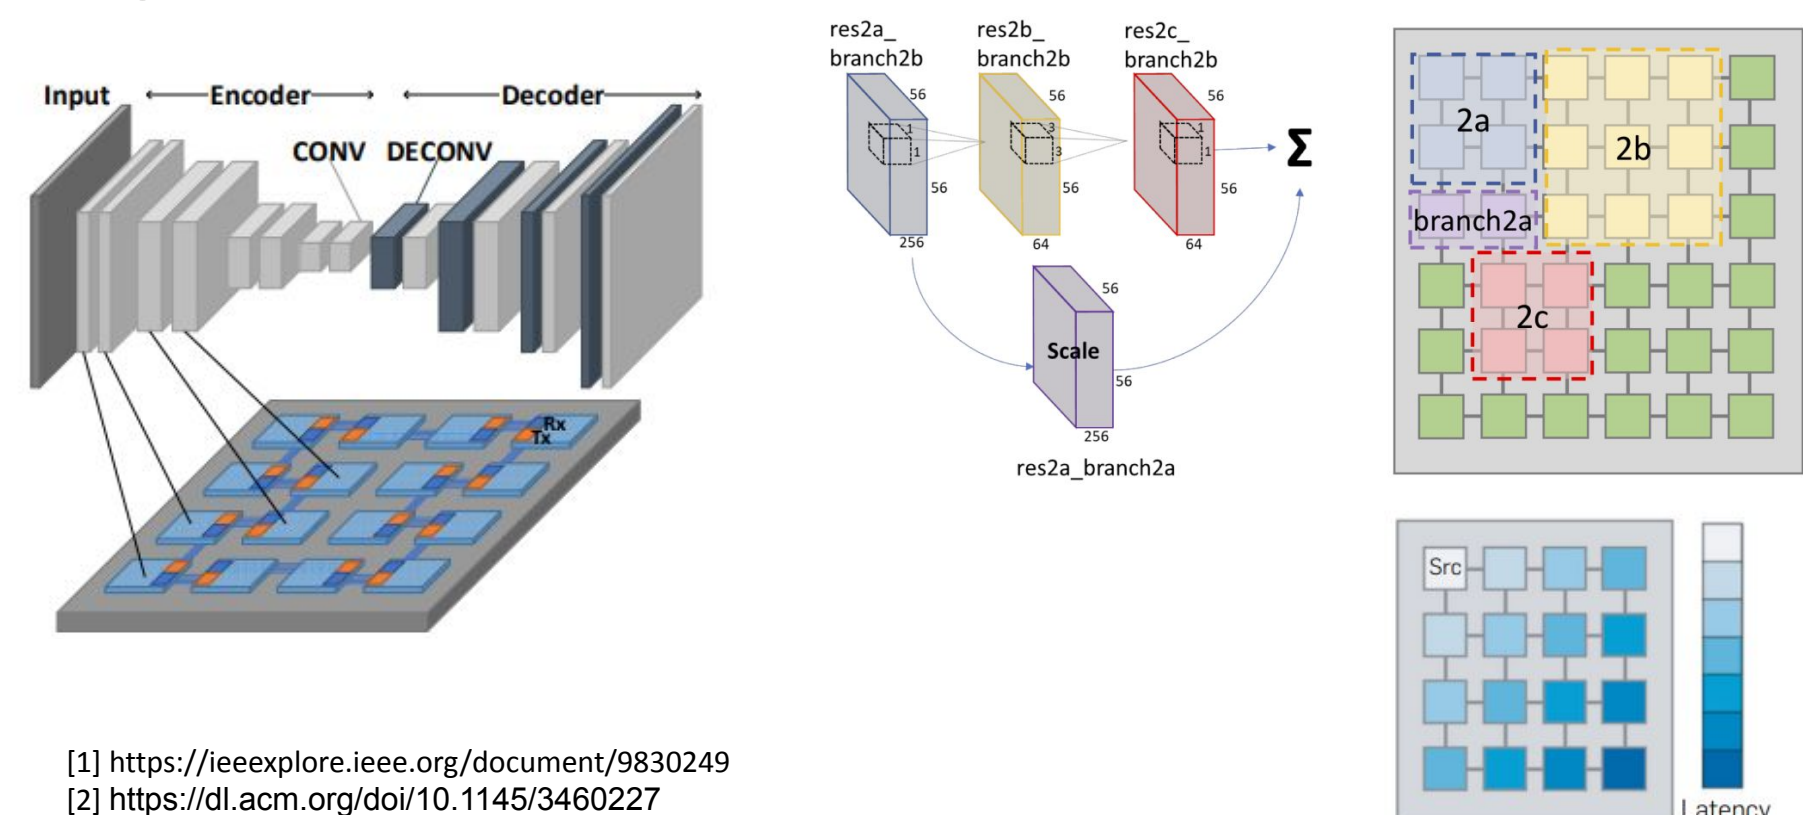 Input
Encoder
Decoder
CONV
DECONV
Rx
Tx
res2a_
branch2b
res2b_
branch2b
res2c_
branch2b
56
1
1
56
256
56
3
3
56
64
56
1
1
56
64
Σ
56
Scale
56
256
res2a_branch2a
2a
2b
branch2a
2c
Src
Latency
[1] https://ieeexplore.ieee.org/document/9830249
[2] https://dl.acm.org/doi/10.1145/3460227